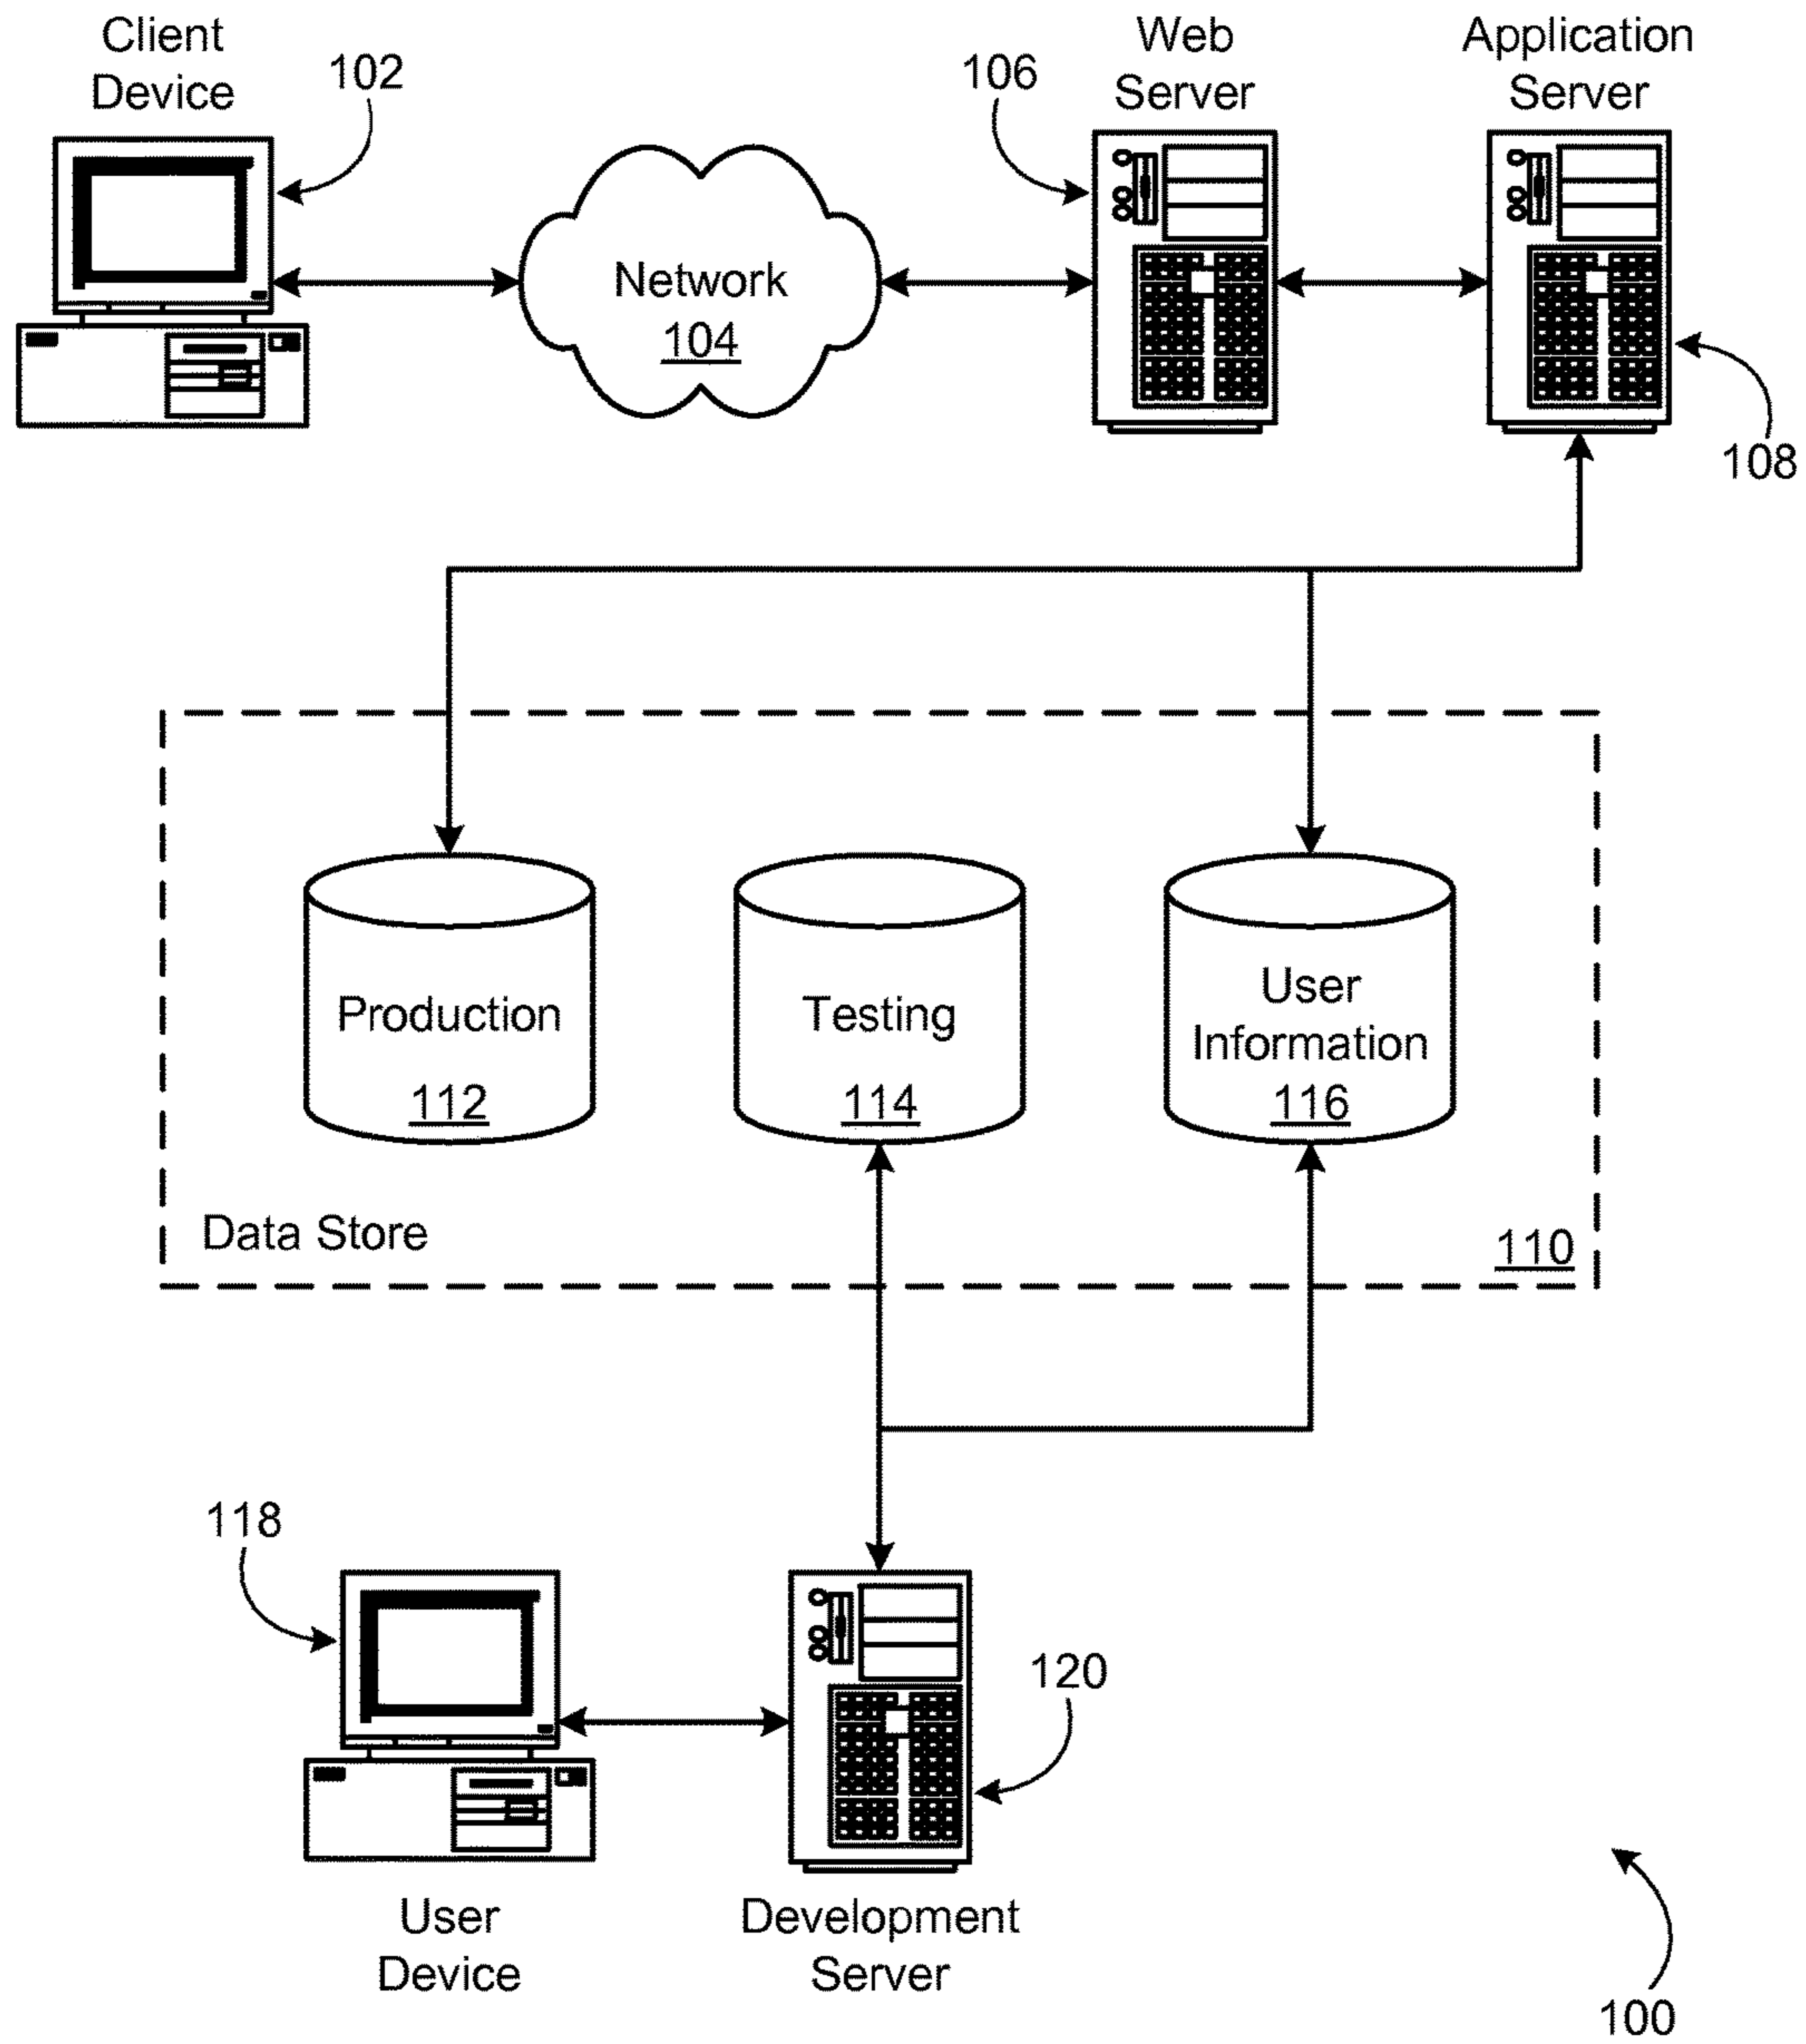 Client
Device
102
106
Web
Server
Application
Server
Network
104
108
Production
112
Testing
114
User
Information
116
Data Store
110
118
120
User
Device
Development
Server
100